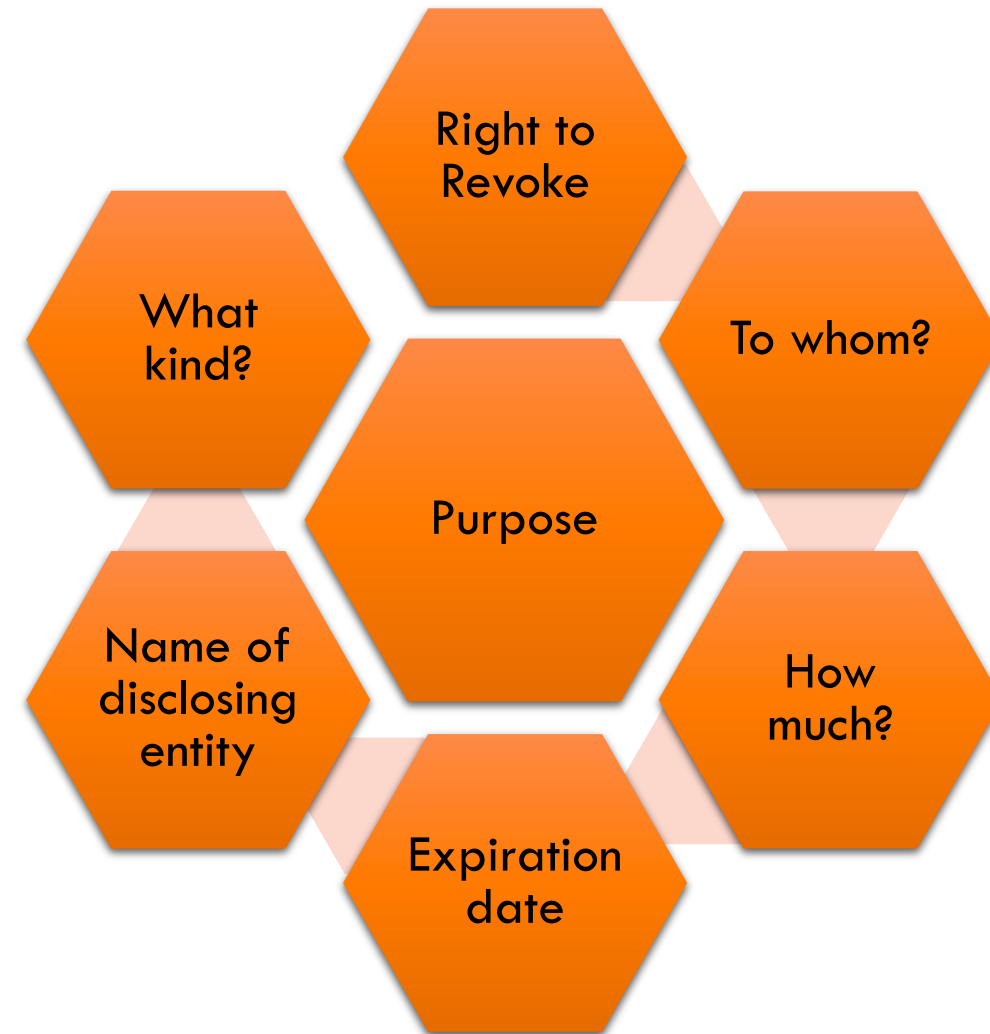 Right to
Revoke
What
kind?
To whom?
Purpose
Name of
disclosing
entity
How
much?
Expiration
date